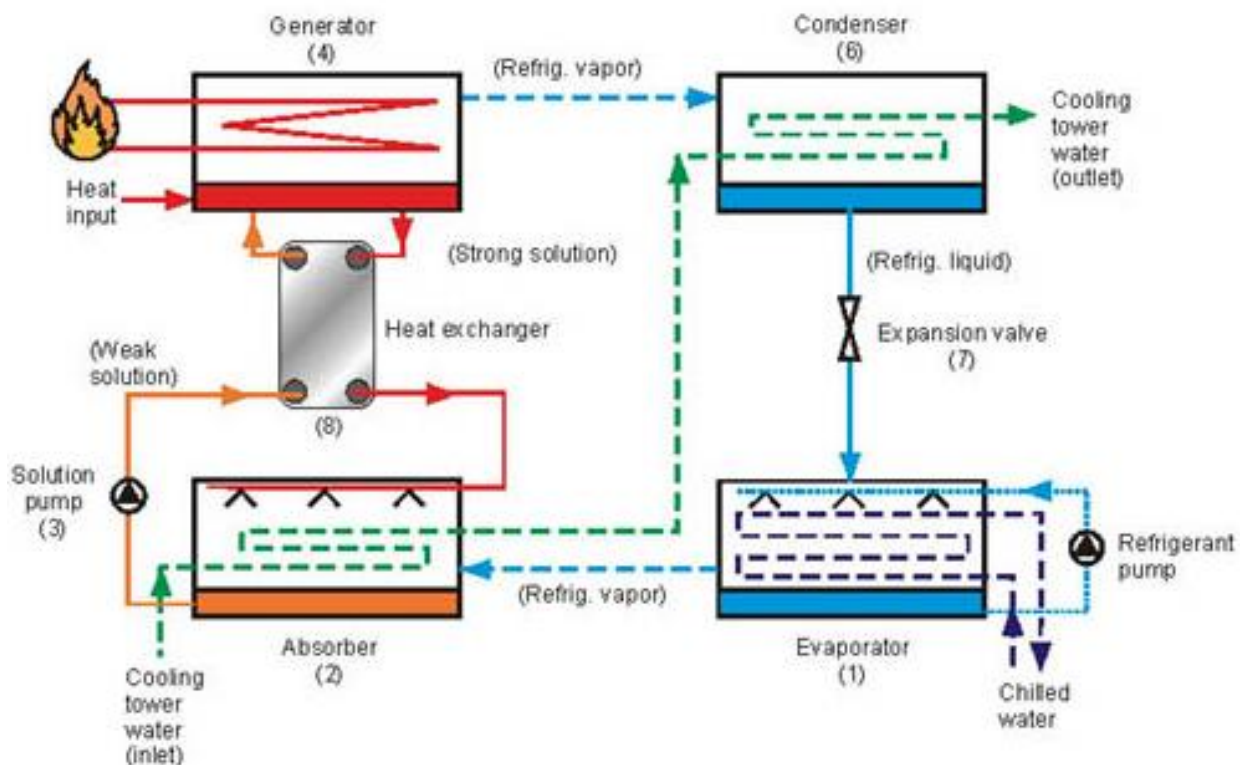 Generator
(4)
(Refrig. vapor)
Condenser
(6)
Cooling
tower
water
(outlet)
Heat
input
(Strong solution)
(Refrig. liquid)
Heat exchanger
Expansion valve
(7)
(Weak
solution)
(8)
Solution
pump
(3)
Refrigerant
pump
(Refrig. vapor)
Absorber
(2)
Evaporator
(1)
Cooling
tower
water
(inlet)
Chilled
water